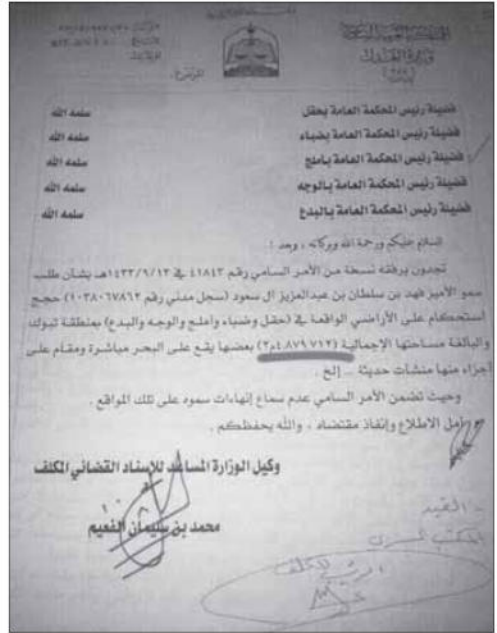 المملكة العربية السعودية
وزارة العدل
الموضوع:
فضيلة رئيس المحكمة العامة بحقل سلمه الله
فضيلة رئيس المحكمة العامة بضباء سلمه الله
فضيلة رئيس المحكمة العامة بأملج سلمه الله
فضيلة رئيس المحكمة العامة بالوجه سلمه الله
فضيلة رئيس المحكمة العامة بالبدع سلمه الله
السلام عليكم ورحمة الله وبركاته ، وبعد :
تجدون برفقه نسخة من الأمر السامي رقم ٤١٨٤٣ في ١٤٣٣/٩/١٣هـ بشأن طلب
سمو الأمير فهد بن سلطان بن عبدالعزيز آل سعود (سجل مدني رقم ١٠٣٨٠٦٧٨٦٢) حجج
استحكام على الأراضي الواقعة في (حقل وضباء وأملج والوجه والبدع) بمنطقة تبوك
والبالغة مساحتها الإجمالية (٤،٨٧٩،٧١٢م٢) بعضها يقع على البحر مباشرة ومقام على
أجزاء منها منشآت حديثة .. إلخ .
وحيث تضمن الأمر السامي عدم سماع إنهاءات سموه على تلك المواقع .
آمل الاطلاع وإنفاذ مقتضاه ، والله يحفظكم .
وكيل الوزارة المساعد للإسناد القضائي المكلف
محمد بن سليمان النعيم